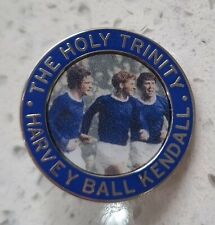 · THE HOLY TRINITY ·
HARVEY BALL KENDALL